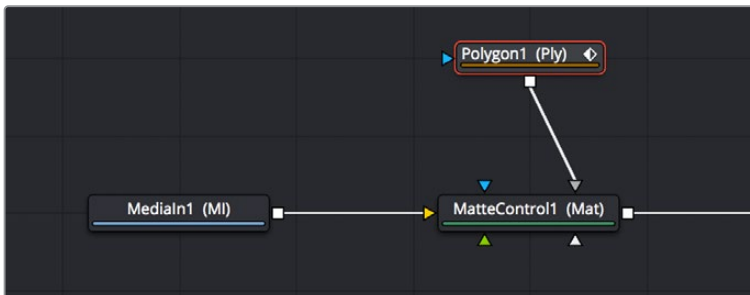 Polygon1 (Ply)
MediaIn1 (MI)
MatteControl1 (Mat)